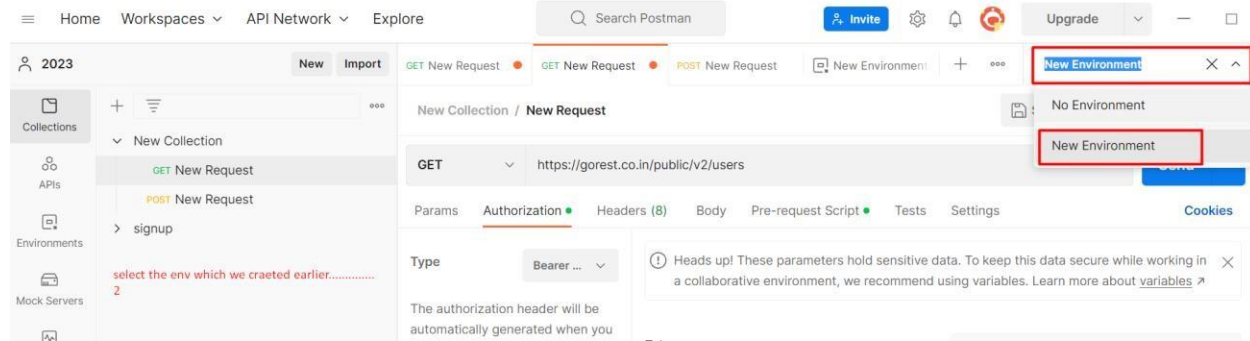 Home Workspaces API Network Explore Search Postman Invite Upgrade
2023 New Import GET New Request GET New Request POST New Request New Environment New Environment
Collections New Collection / New Request No Environment
New Collection New Environment
GET New Request GET https://gorest.co.in/public/v2/users
APIs
POST New Request
Params Authorization Headers (8) Body Pre-request Script Tests Settings Cookies
signup
Environments
Type Bearer ... Heads up! These parameters hold sensitive data. To keep this data secure while working in
select the env which we craeted earlier..............
2
a collaborative environment, we recommend using variables. Learn more about variables
Mock Servers
The authorization header will be
automatically generated when you